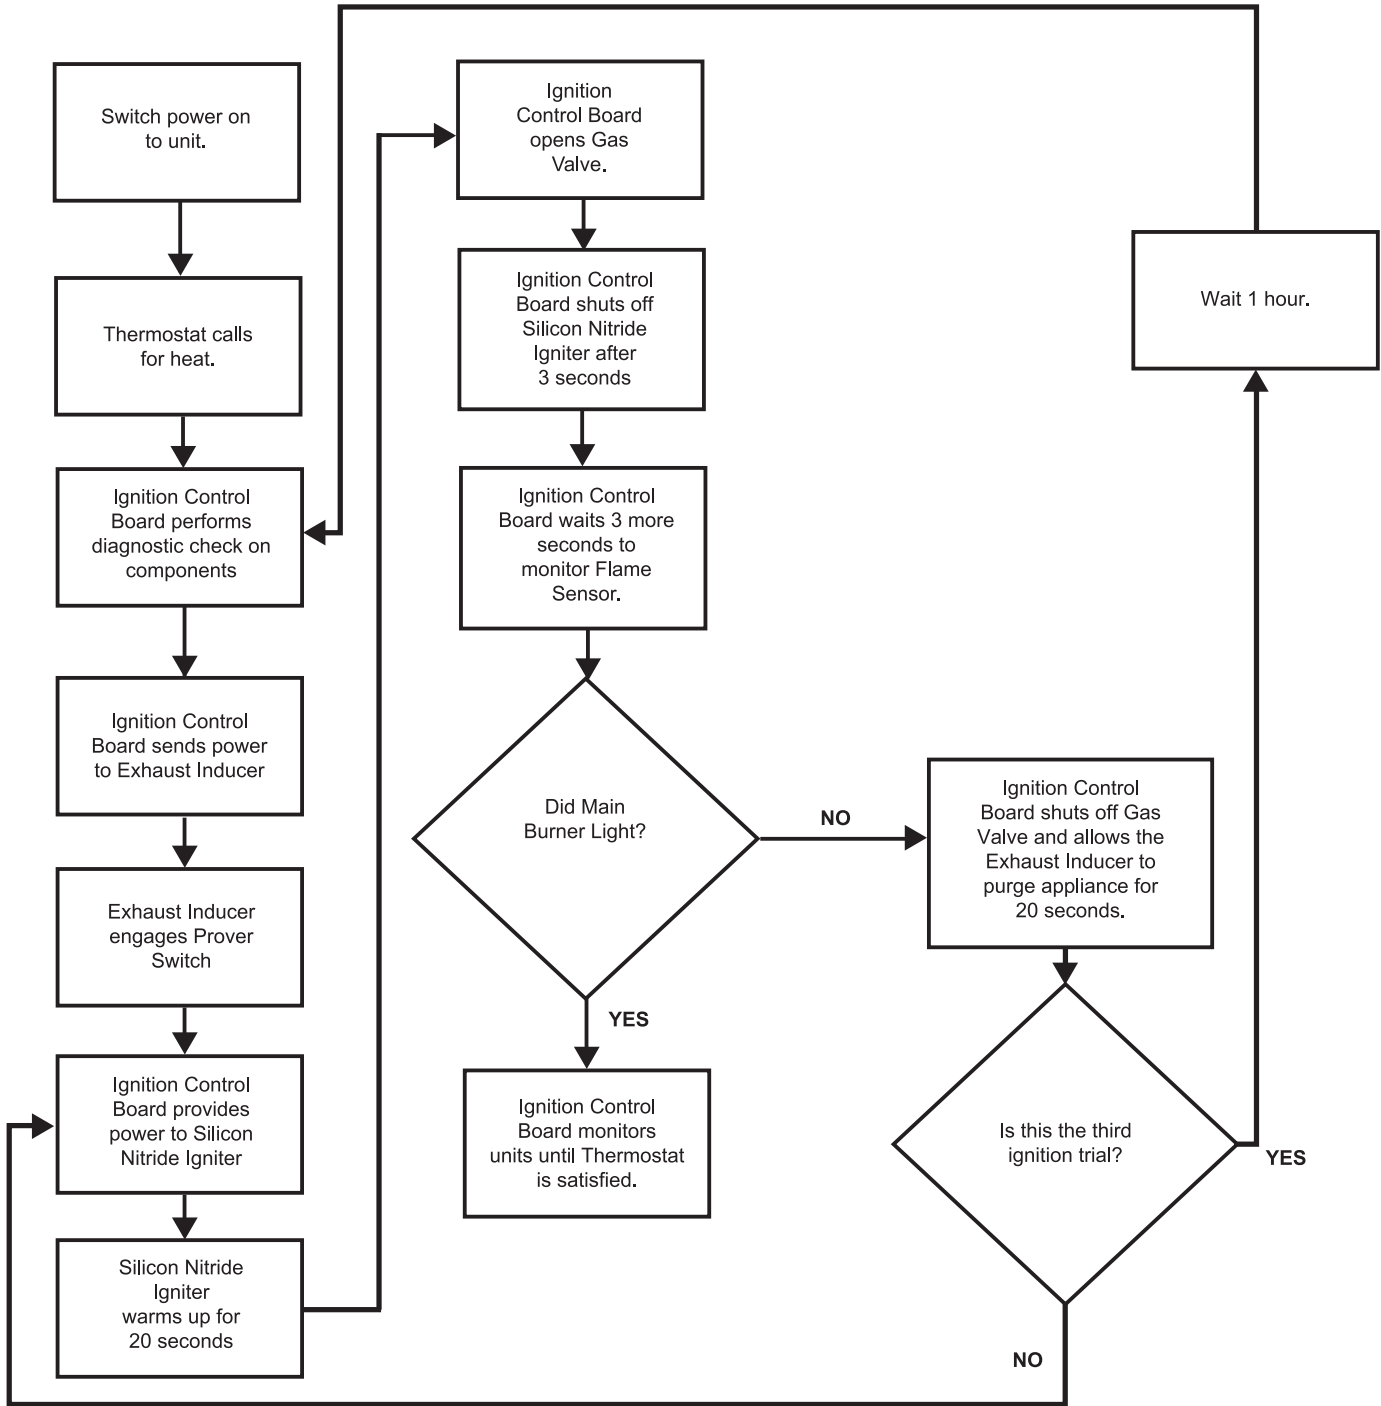 Switch power on
to unit.
Thermostat calls
for heat.
Ignition Control
Board performs
diagnostic check on
components
Ignition Control
Board sends power
to Exhaust Inducer
Exhaust Inducer
engages Prover
Switch
Ignition Control
Board provides
power to Silicon
Nitride Igniter
Silicon Nitride
Igniter
warms up for
20 seconds
Ignition
Control Board
opens Gas
Valve.
Ignition Control
Board shuts off
Silicon Nitride
Igniter after
3 seconds
Ignition Control
Board waits 3 more
seconds to
monitor Flame
Sensor.
Did Main
Burner Light?
YES
Ignition Control
Board monitors
units until Thermostat
is satisfied.
NO
Ignition Control
Board shuts off Gas
Valve and allows the
Exhaust Inducer to
purge appliance for
20 seconds.
Is this the third
ignition trial?
NO
YES
Wait 1 hour.